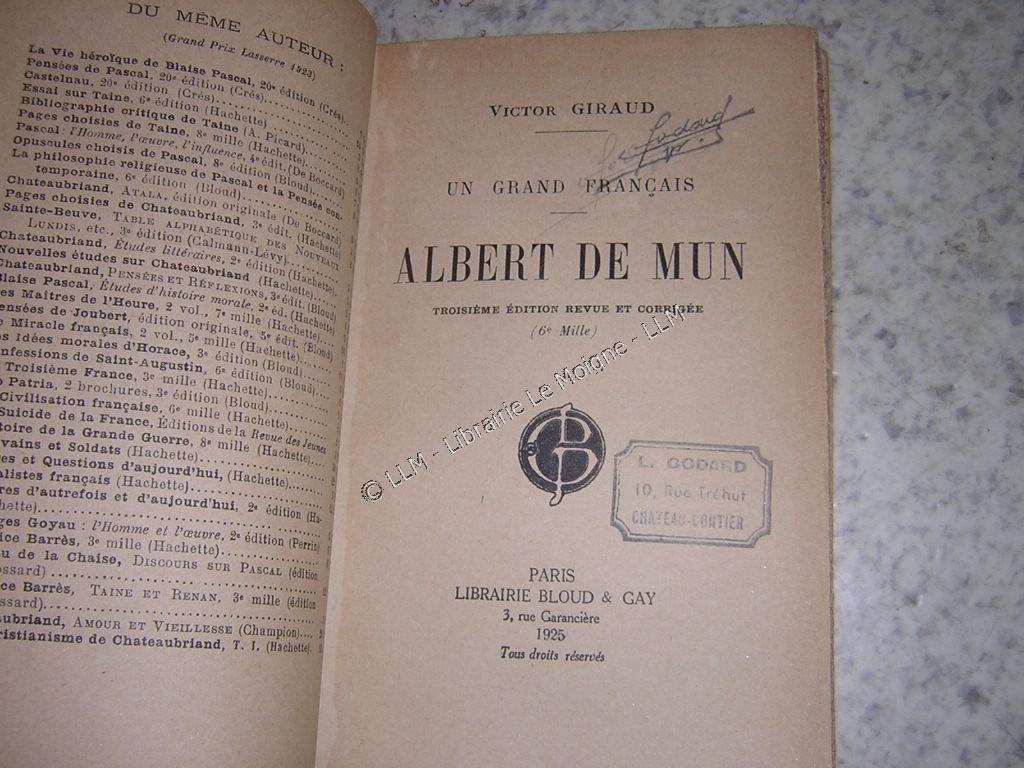 DU MÊME AUTEUR :
(Grand Prix Lasserre 1923)
La Vie héroïque de Blaise Pascal, 20e édition (Crès)
Pensées de Pascal, 20e édition (Crés)
Castelnau, 20e édition (Crés)
Essai sur Taine, 6e édition (Hachette)
Bibliographie critique de Taine (A. Picard)
Pages choisies de Taine, 8e mille (Hachette)
Pascal : l'Homme, l'œuvre, l'influence, 4e édit. (De Boccard)
Opuscules choisis de Pascal, 8e édition (Bloud)
La philosophie religieuse de Pascal et la Pensée con-
temporaine, 6e édition (Bloud)
Chateaubriand, ATALA, édition originale (De Boccard)
Pages choisies de Chateaubriand, 3e édit. (Hachette)
Sainte-Beuve, TABLE ALPHABÉTIQUE DES NOUVEAUX
LUNDIS, etc., 3e édition (Calmann-Lévy)
Chateaubriand, Études littéraires, 2e édition (Hachette)
Nouvelles études sur Chateaubriand (Hachette)
Chateaubriand, PENSÉES ET RÉFLEXIONS, 3e édit. (Bloud)
Blaise Pascal, Études d'histoire morale, 2e éd. (Hachette)
es Maitres de l'Heure, 2 vol., 7e mille (Hachette)
ensées de Joubert, édition originale, 5e édit. (Bloud)
e Miracle français, 2 vol., 5e mille (Hachette)
s Idées morales d'Horace, 3e édition (Bloud)
nfessions de Saint-Augustin, 6e édition (Bloud)
Troisième France, 3e mille (Hachette)
o Patria, 2 brochures, 3e édition (Bloud)
Civilisation française, 6e mille (Hachette)
Suicide de la France, Éditions de la Revue des Jeunes
toire de la Grande Guerre, 8e mille (Hachette)
vains et Soldats (Hachette)
es et Questions d'aujourd'hui, (Hachette)
alistes français (Hachette)
res d'autrefois et d'aujourd'hui, 2e édition (Ha-
hette)
ges Goyau : l'Homme et l'œuvre, 2e édition (Perrin)
ice Barrès, 3e mille (Hachette)
u de la Chaise, DISCOURS SUR PASCAL (édition
ossard)
ce Barrès, TAINE ET RENAN, 3e mille (édition
ossard)
ubriand, AMOUR ET VIEILLESSE (Champion)
ristianisme de Chateaubriand, T. I. (Hachette)
VICTOR GIRAUD
Godard
UN GRAND FRANÇAIS
ALBERT DE MUN
TROISIÈME ÉDITION REVUE ET CORRIGÉE
(6e Mille)
© LLM - Librairie Le Moigne - LLM
L. GODARD
10, Rue Tréhut
CHATEAU-GONTIER
PARIS
LIBRAIRIE BLOUD & GAY
3, rue Garancière
1925
Tous droits réservés